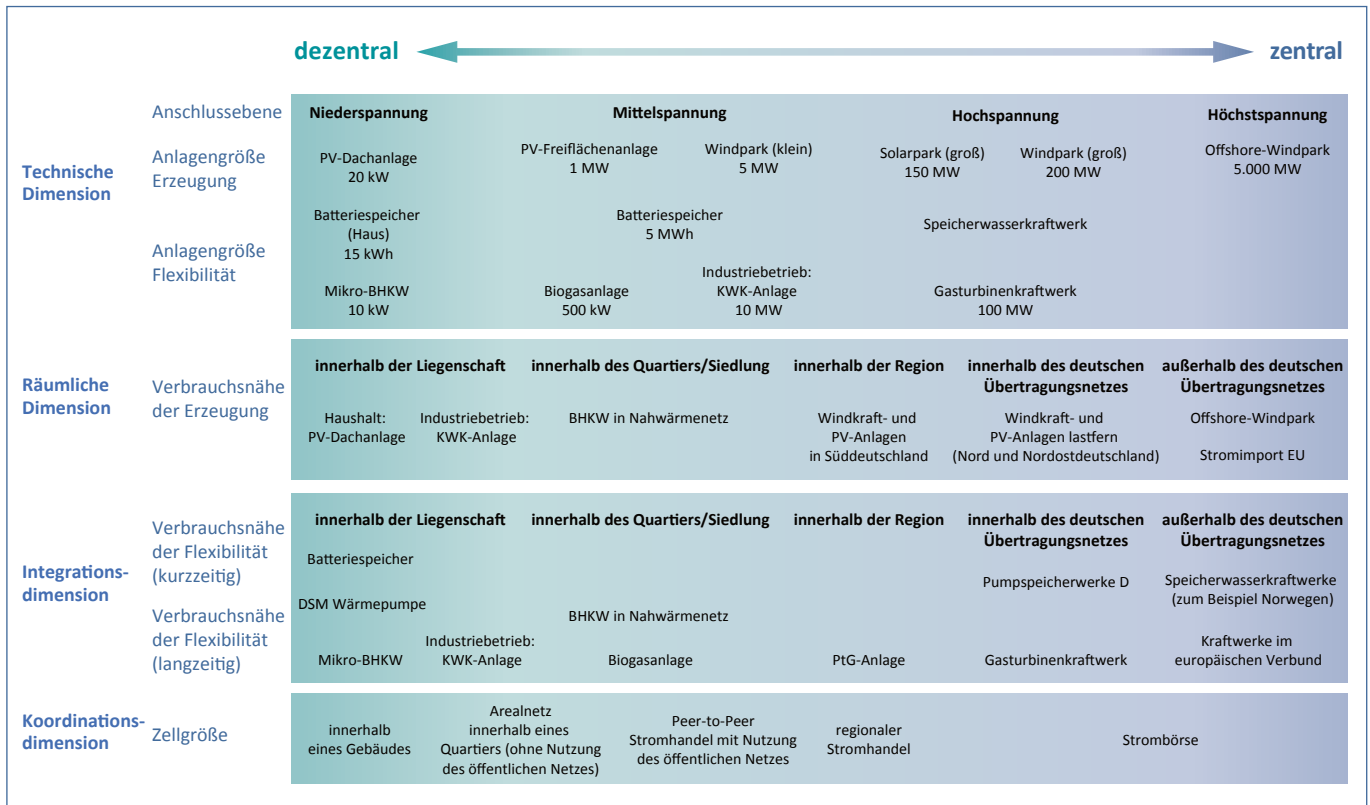 dezentral zentral
Anschlussebene Niederspannung Mittelspannung Hochspannung Höchstspannung
Technische
Dimension
Anlagengröße
Erzeugung
PV-Dachanlage
20 kW
PV-Freiflächenanlage
1 MW
Windpark (klein)
5 MW
Solarpark (groß)
150 MW
Windpark (groß)
200 MW
Offshore-Windpark
5.000 MW
Anlagengröße
Flexibilität
Batteriespeicher
(Haus)
15 kWh
Batteriespeicher
5 MWh
Speicherwasserkraftwerk
Mikro-BHKW
10 kW
Biogasanlage
500 kW
Industriebetrieb:
KWK-Anlage
10 MW
Gasturbinenkraftwerk
100 MW
Räumliche
Dimension
Verbrauchsnähe
der Erzeugung
innerhalb der Liegenschaft
innerhalb des Quartiers/Siedlung
innerhalb der Region
innerhalb des deutschen
Übertragungsnetzes
außerhalb des deutschen
Übertragungsnetzes
Haushalt:
PV-Dachanlage
Industriebetrieb:
KWK-Anlage
BHKW in Nahwärmenetz
Windkraft- und
PV-Anlagen
in Süddeutschland
Windkraft- und
PV-Anlagen lastfern
(Nord und Nordostdeutschland)
Offshore-Windpark
Stromimport EU
Integrations-
dimension
Verbrauchsnähe
der Flexibilität
(kurzzeitig)
Verbrauchsnähe
der Flexibilität
(langzeitig)
innerhalb der Liegenschaft
innerhalb des Quartiers/Siedlung
innerhalb der Region
innerhalb des deutschen
Übertragungsnetzes
außerhalb des deutschen
Übertragungsnetzes
Batteriespeicher
Pumpspeicherwerke D
Speicherwasserkraftwerke
(zum Beispiel Norwegen)
DSM Wärmepumpe
BHKW in Nahwärmenetz
Mikro-BHKW
Industriebetrieb:
KWK-Anlage
Biogasanlage
PtG-Anlage
Gasturbinenkraftwerk
Kraftwerke im
europäischen Verbund
Koordinations-
dimension
Zellgröße
innerhalb
eines Gebäudes
Arealnetz
innerhalb eines
Quartiers (ohne Nutzung
des öffentlichen Netzes)
Peer-to-Peer
Stromhandel mit Nutzung
des öffentlichen Netzes
regionaler
Stromhandel
Strombörse